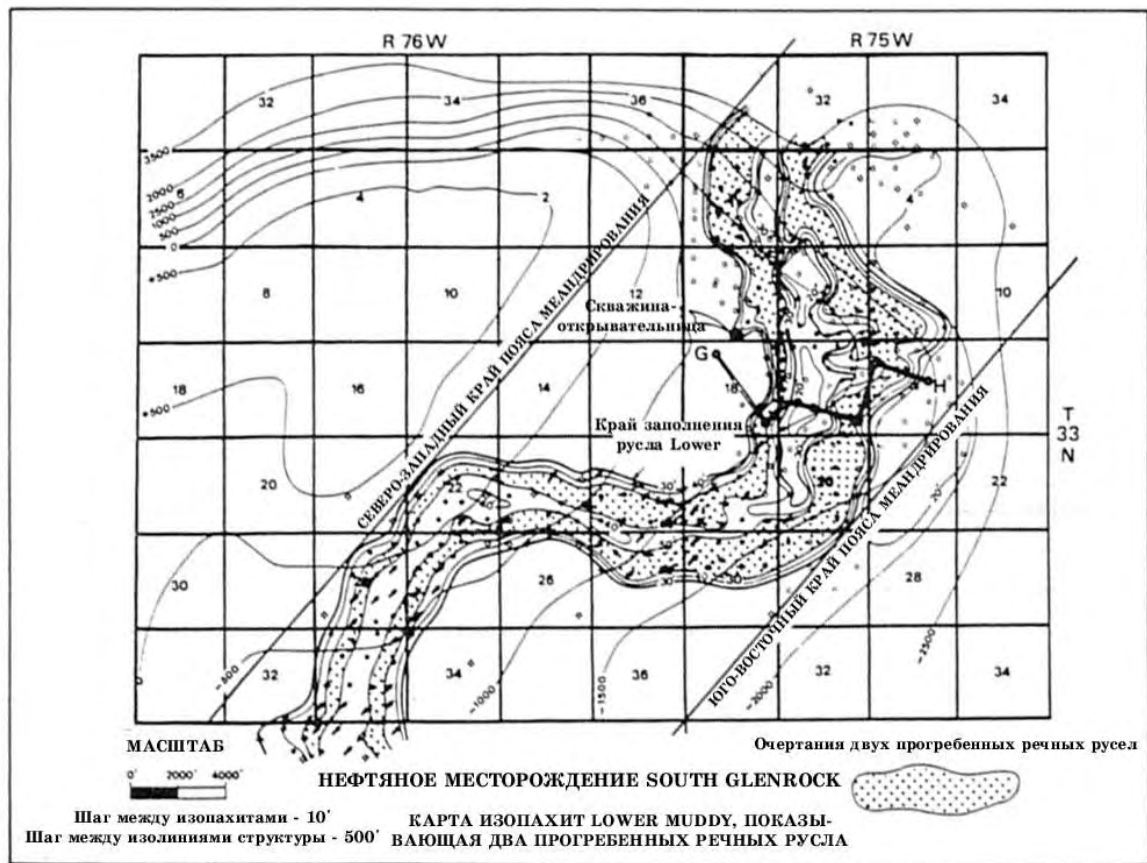 R 76 W
R 75 W
32
34
36
32
34
3500
2000
2500
1000
500
0
+500
6
4
2
4
8
10
12
10
Скважина-
открывательница
СЕВЕРО-ЗАПАДНЫЙ КРАЙ ПОЯСА МЕАНДРИРОВАНИЯ
G
H
18
16
14
18
+500
Край заполнения
русла Lower
T
33
N
20
22
20
22
30
26
28
ЮГО-ВОСТОЧНЫЙ КРАЙ ПОЯСА МЕАНДРИРОВАНИЯ
32
34
36
32
34
-500
-1000
-1500
-2000
-2500
МАСШТАБ
0' 2000' 4000'
Очертания двух прогребенных речных русел
НЕФТЯНОЕ МЕСТОРОЖДЕНИЕ SOUTH GLENROCK
Шаг между изопахитами - 10'
Шаг между изолиниями структуры - 500'
КАРТА ИЗОПАХИТ LOWER MUDDY, ПОКАЗЫ-
ВАЮЩАЯ ДВА ПРОГРЕБЕННЫХ РЕЧНЫХ РУСЛА